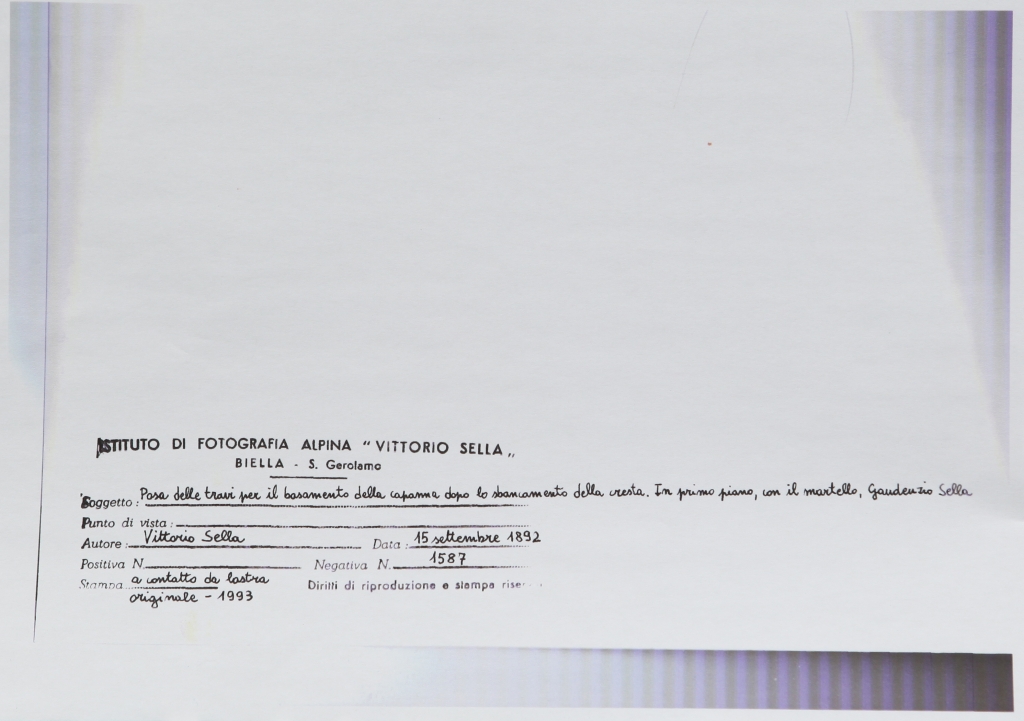 ISTITUTO DI FOTOGRAFIA ALPINA “VITTORIO SELLA„
BIELLA - S. Gerolamo
Soggetto: Posa delle travi per il basamento della capanna dopo lo sbancamento della cresta. In primo piano, con il martello, Gaudenzio Sella
Punto di vista:
Autore: Vittorio Sella Data: 15 settembre 1892
Positiva N. Negativa N. 1587
Stampa a contatto da lastra Diritti di riproduzione e stampa riser
originale - 1993